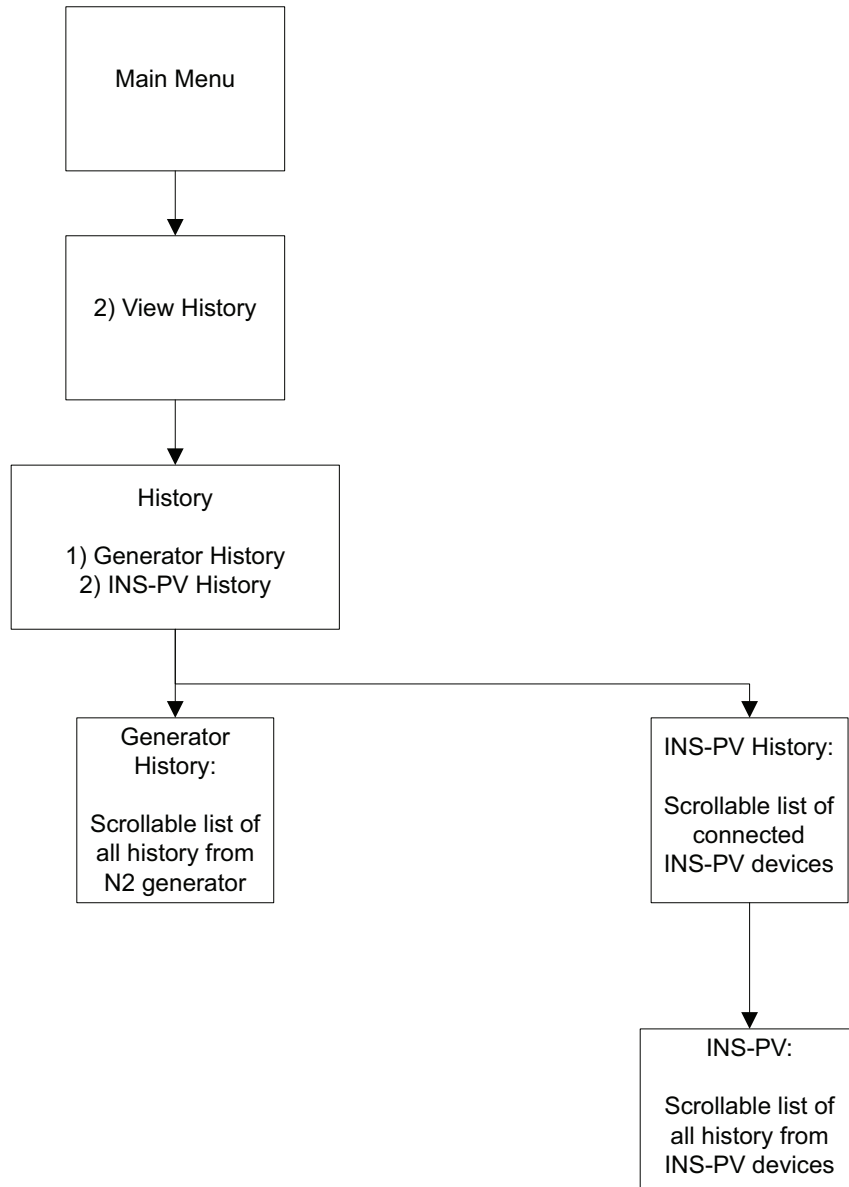 Main Menu
2) View History
History
1) Generator History
2) INS-PV History
Generator
History:
Scrollable list of
all history from
N2 generator
INS-PV History:
Scrollable list of
connected
INS-PV devices
INS-PV:
Scrollable list of
all history from
INS-PV devices